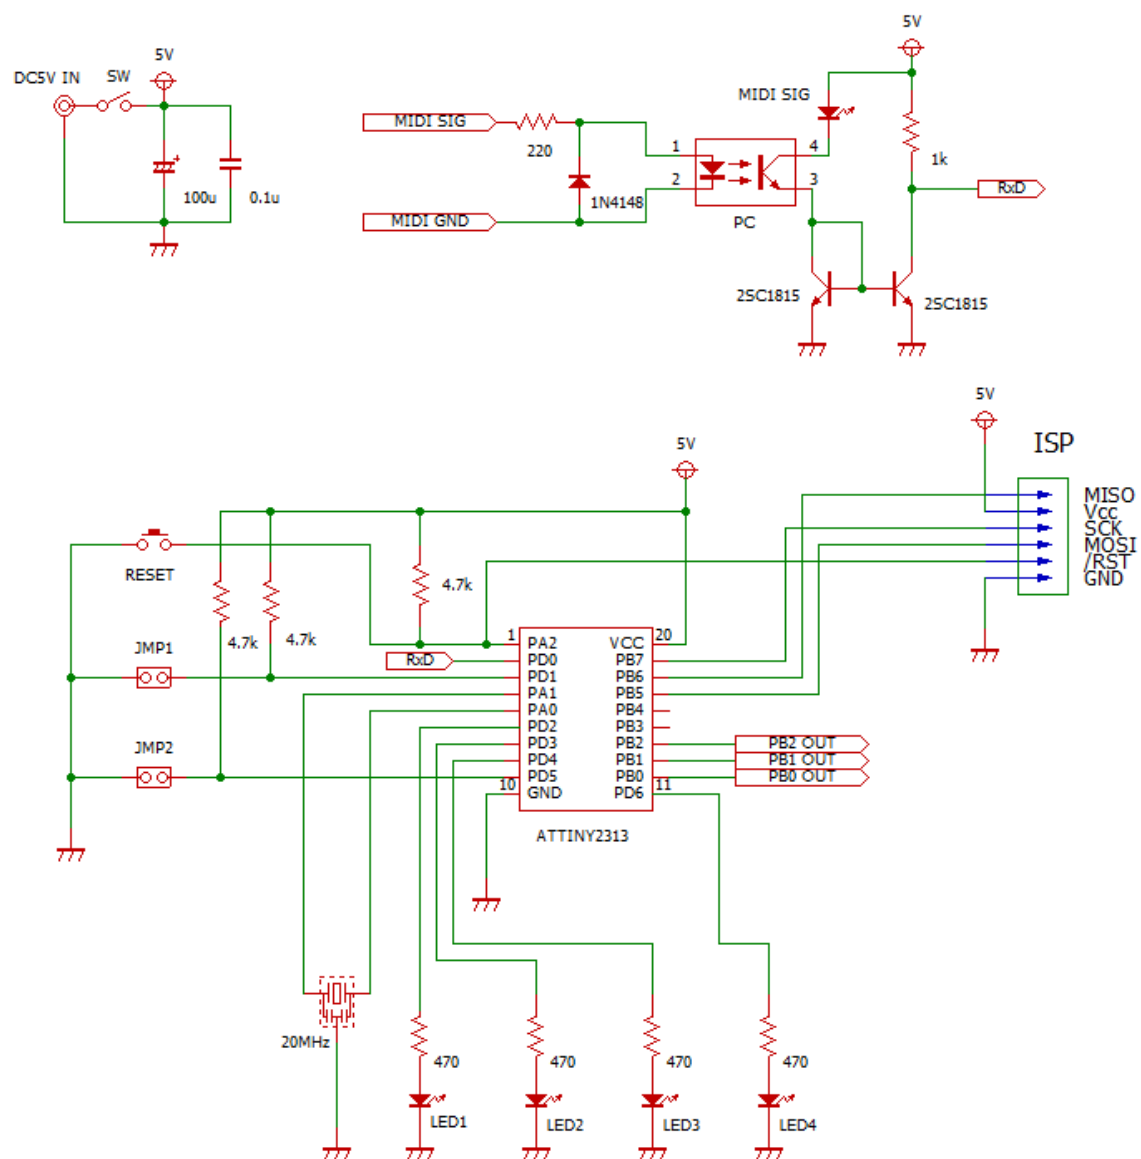 DC5V IN
SW
5V
100u
0.1u
MIDI SIG
220
1N4148
MIDI GND
1
2
4
3
PC
MIDI SIG
5V
1k
RxD
2SC1815
2SC1815
5V
ISP
MISO
Vcc
SCK
MOSI
/RST
GND
5V
RESET
4.7k
4.7k
4.7k
JMP1
JMP2
RxD
1 PA2
PD0
PD1
PA1
PA0
PD2
PD3
PD4
PD5
10 GND
VCC 20
PB7
PB6
PB5
PB4
PB3
PB2
PB1
PB0
PD6 11
PB2 OUT
PB1 OUT
PB0 OUT
ATTINY2313
20MHz
470
470
470
470
LED1
LED2
LED3
LED4